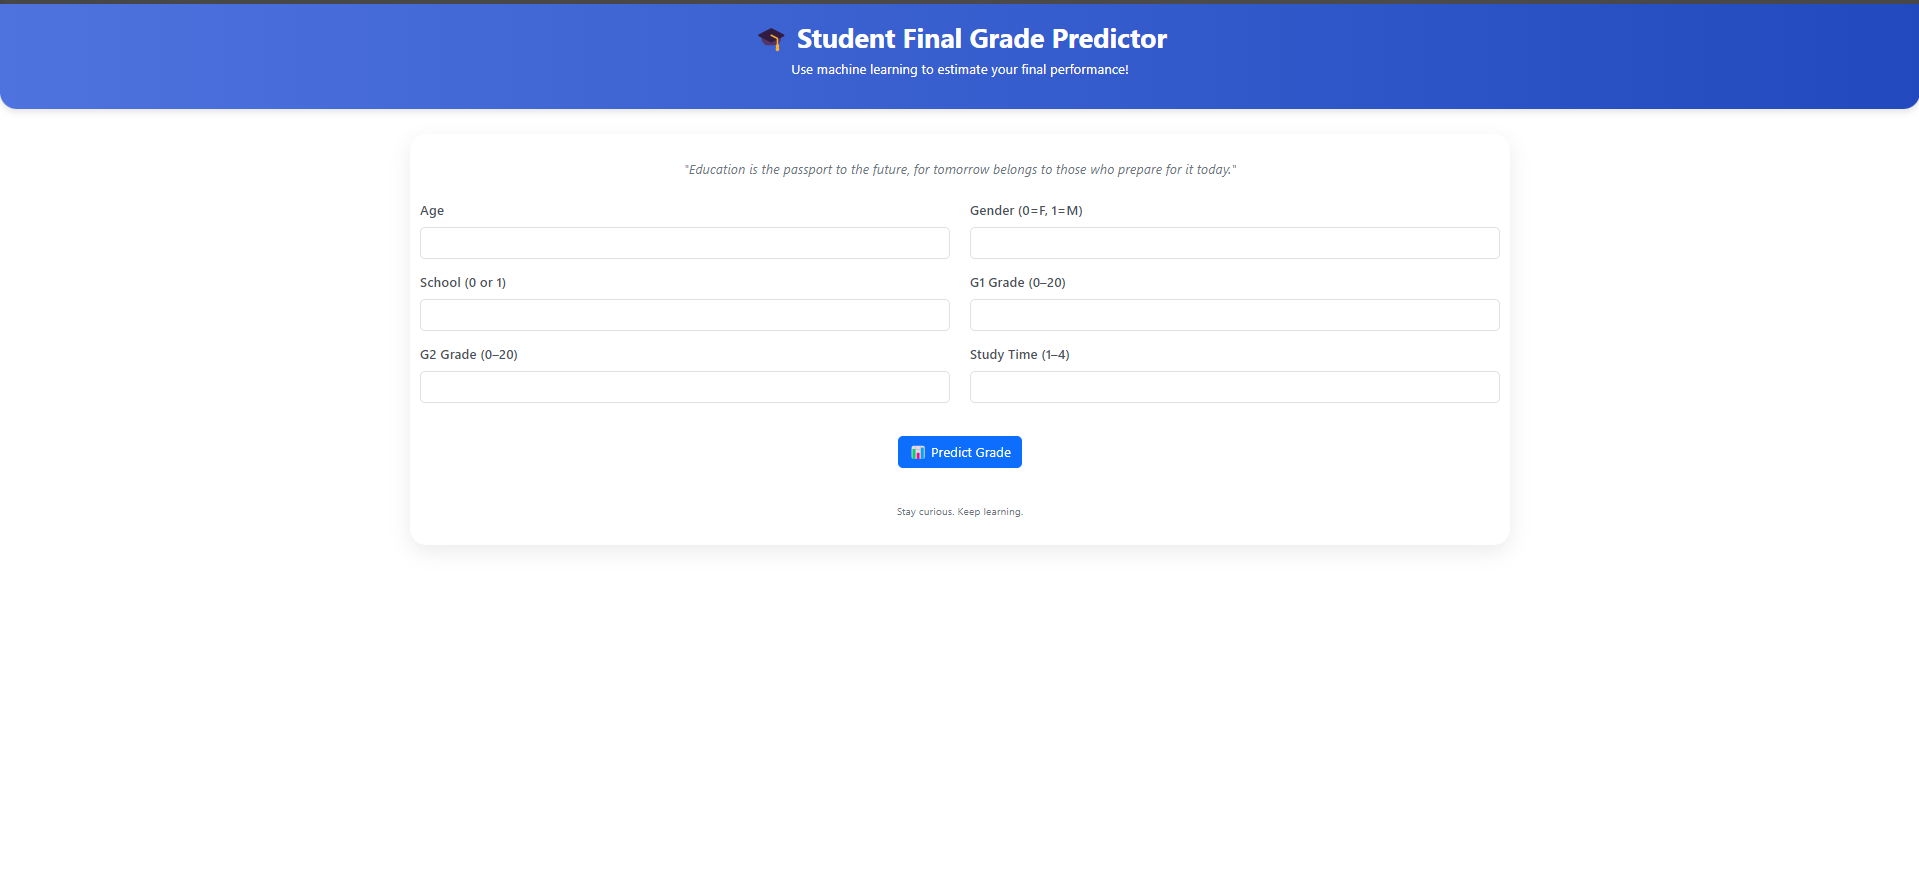 🎓 Student Final Grade Predictor
Use machine learning to estimate your final performance!
"Education is the passport to the future, for tomorrow belongs to those who prepare for it today."
Age
Gender (0=F, 1=M)
School (0 or 1)
G1 Grade (0–20)
G2 Grade (0–20)
Study Time (1–4)
📊 Predict Grade
Stay curious. Keep learning.